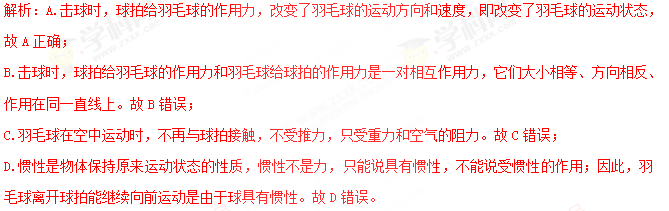 解析：A.击球时，球拍给羽毛球的作用力，改变了羽毛球的运动方向和速度，即改变了羽毛球的运动状态，
故 A 正确；
B.击球时，球拍给羽毛球的作用力和羽毛球给球拍的作用力是一对相互作用力，它们大小相等、方向相反、
作用在同一直线上。故 B 错误；
C.羽毛球在空中运动时，不再与球拍接触，不受推力，只受重力和空气的阻力。故 C 错误；
D.惯性是物体保持原来运动状态的性质，惯性不是力，只能说具有惯性，不能说受惯性的作用；因此，羽
毛球离开球拍能继续向前运动是由于球具有惯性。故 D 错误。